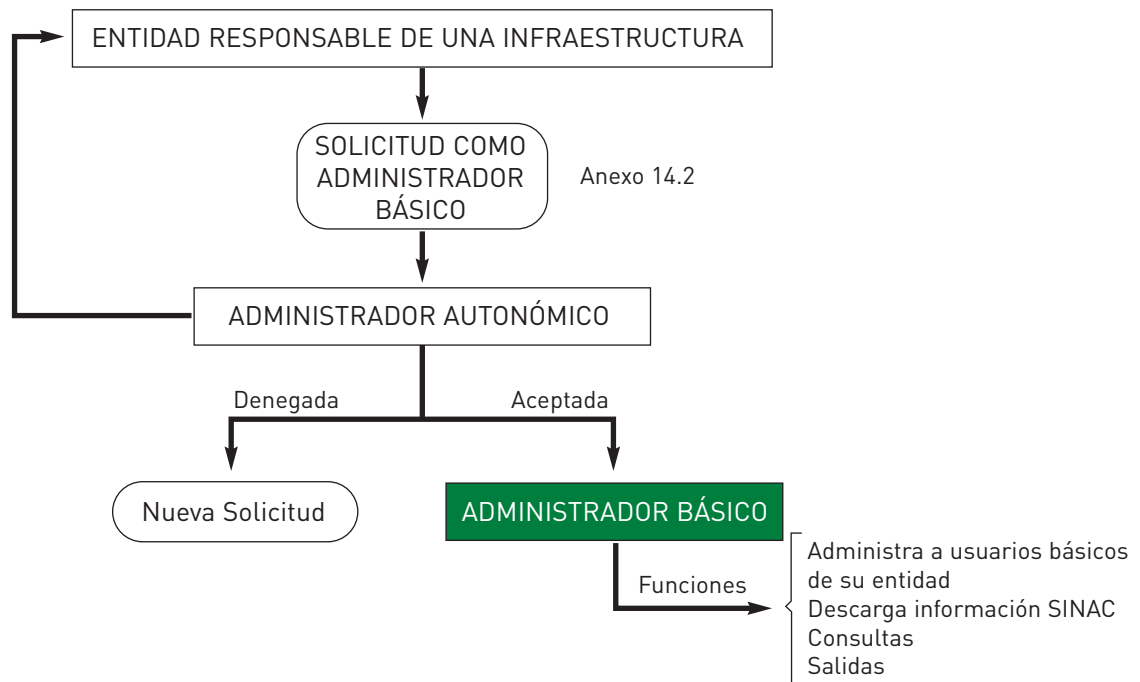 ENTIDAD RESPONSABLE DE UNA INFRAESTRUCTURA
SOLICITUD COMO
ADMINISTRADOR
BÁSICO
Anexo 14.2
ADMINISTRADOR AUTONÓMICO
Denegada
Aceptada
Nueva Solicitud
ADMINISTRADOR BÁSICO
Funciones
Administra a usuarios básicos
de su entidad
Descarga información SINAC
Consultas
Salidas